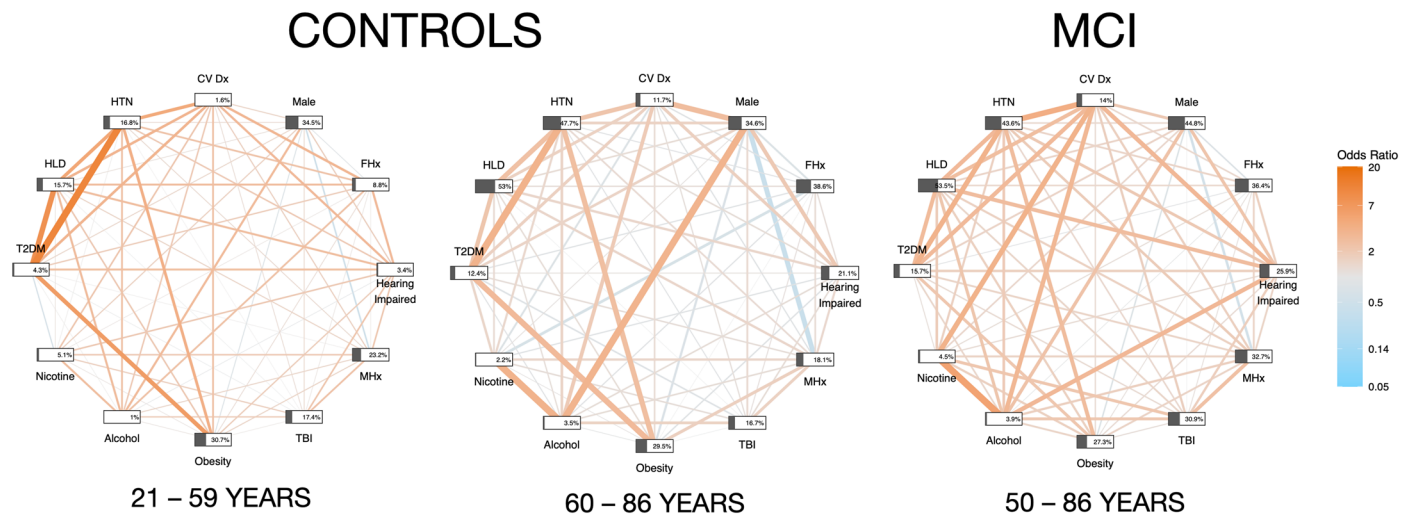 CONTROLS
MCI
CV Dx
1.6%
HTN
16.8%
Male
34.5%
HLD
15.7%
FHx
8.8%
T2DM
4.3%
3.4%
Hearing
Impaired
5.1%
Nicotine
23.2%
MHx
1%
Alcohol
17.4%
TBI
30.7%
Obesity
21 – 59 YEARS
CV Dx
11.7%
HTN
47.7%
Male
34.6%
HLD
53%
FHx
38.6%
T2DM
12.4%
21.1%
Hearing
Impaired
2.2%
Nicotine
18.1%
MHx
3.5%
Alcohol
16.7%
TBI
29.5%
Obesity
60 – 86 YEARS
CV Dx
14%
HTN
43.6%
Male
44.8%
HLD
53.5%
FHx
36.4%
T2DM
15.7%
25.9%
Hearing
Impaired
4.5%
Nicotine
32.7%
MHx
3.9%
Alcohol
30.9%
TBI
27.3%
Obesity
50 – 86 YEARS
Odds Ratio
20
7
2
0.5
0.14
0.05